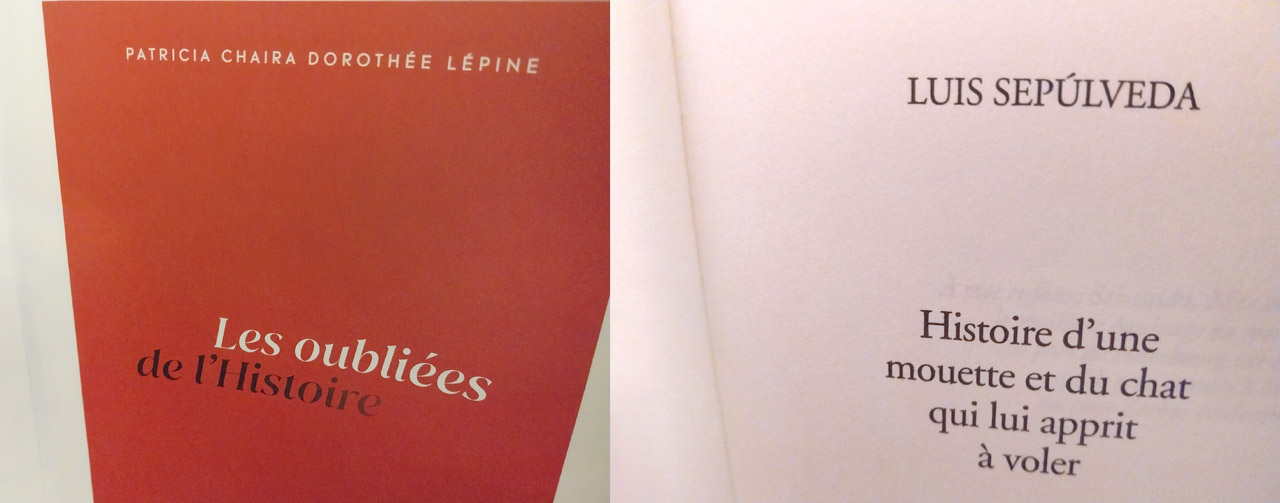 PATRICIA CHAIRA DOROTHÉE LÉPINE
Les oubliées
de l'Histoire
LUIS SEPÚLVEDA
Histoire d'une
mouette et du chat
qui lui apprit
à voler